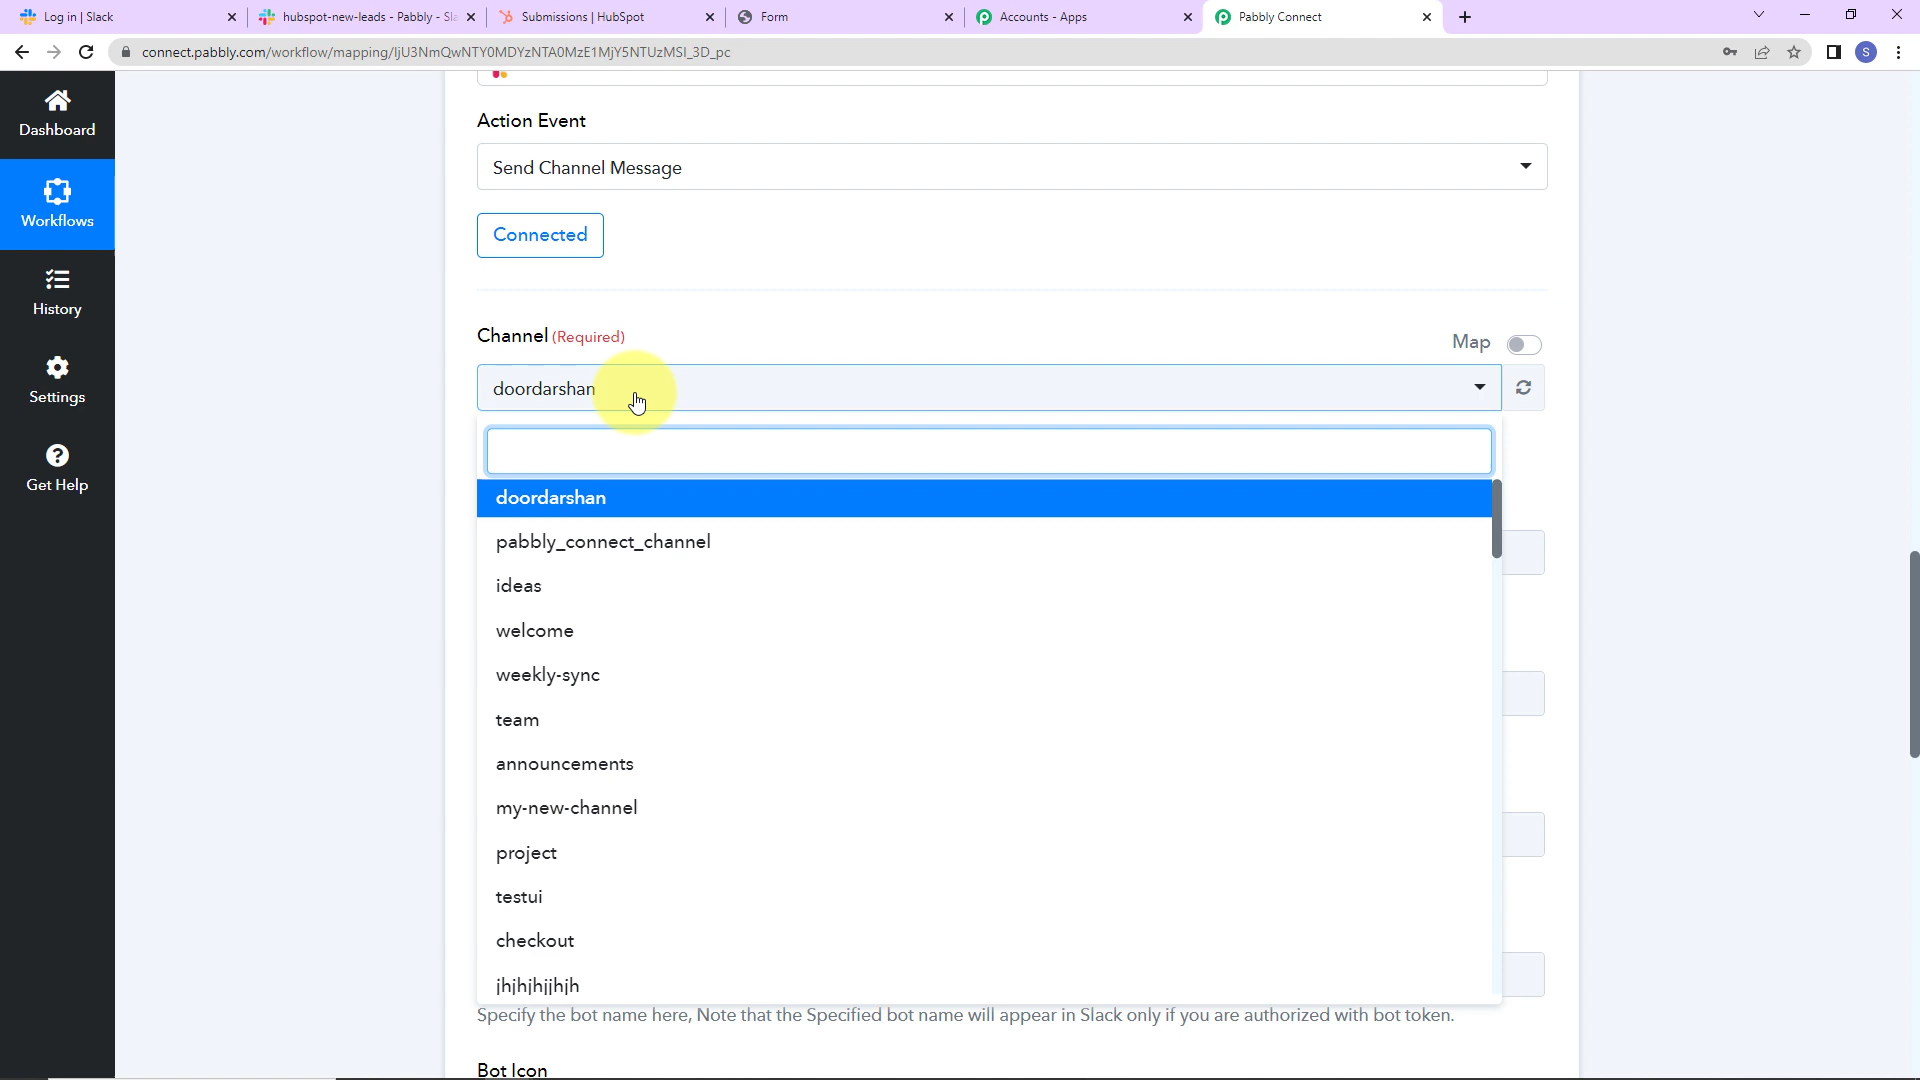 Log in | Slack
hubspot-new-leads - Pabbly - Sla
Submissions | HubSpot
Form
Accounts - Apps
Pabbly Connect
connect.pabbly.com/workflow/mapping/IjU3NmQwNTY0MDYzNTA0MzE1MjY5NTUzMSI_3D_pc
S
Dashboard
Workflows
History
Settings
Get Help
Action Event
Send Channel Message
Connected
Channel (Required)
Map
doordarshan
doordarshan
pabbly_connect_channel
ideas
welcome
weekly-sync
team
announcements
my-new-channel
project
testui
checkout
jhjhjhjjhjh
Specify the bot name here, Note that the Specified bot name will appear in Slack only if you are authorized with bot token.
Bot Icon